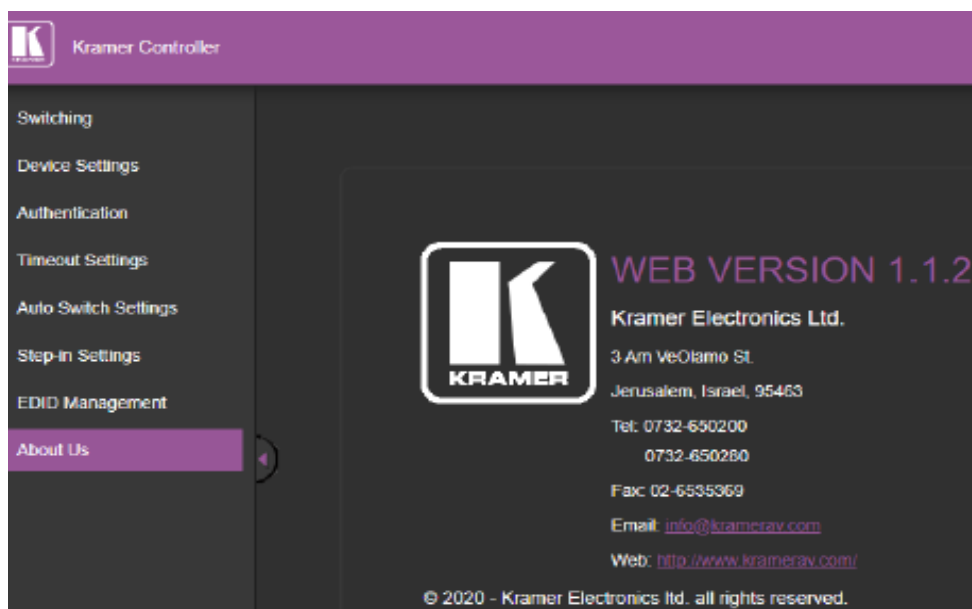 KRAMER
Kramer Controller
Switching
Device Settings
Authentication
Timeout Settings
Auto Switch Settings
Step-in Settings
EDID Management
About Us
KRAMER
WEB VERSION 1.1.2
Kramer Electronics Ltd.
3 Am VeOlamo St.
Jerusalem, Israel, 95463
Tel: 0732-650200
0732-650280
Fax: 02-6535369
Email: info@kramerav.com
Web: http://www.kramerav.com/
© 2020 - Kramer Electronics ltd. all rights reserved.